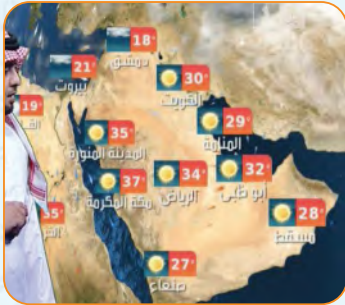 18°
دمشق
21°
بيروت
30°
الكويت
19°
29°
المنامة
35°
المدينة المنورة
32°
أبو ظبي
34°
الرياض
37°
مكة المكرمة
35°
28°
مسقط
27°
صنعاء